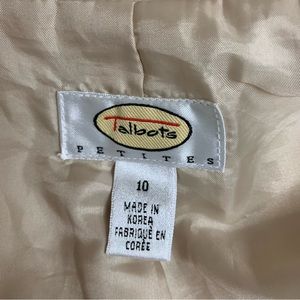 Talbots
PETITES
10
MADE IN
KOREA
FABRIQUÉ EN
CORÉE